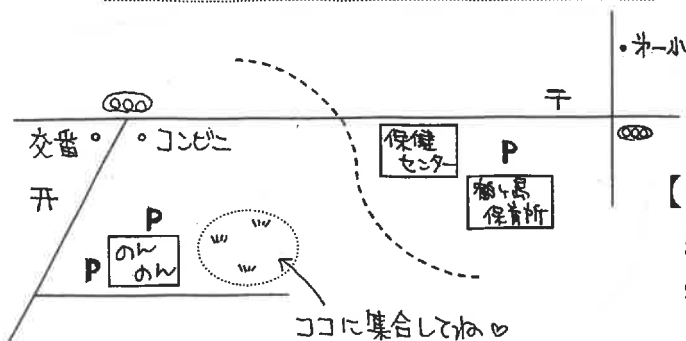 ・第一小
〒
交番
コンビニ
保健
センター
P
鶴ヶ島
保育所
【
P
P
のん
のん
ココに集合してね♡